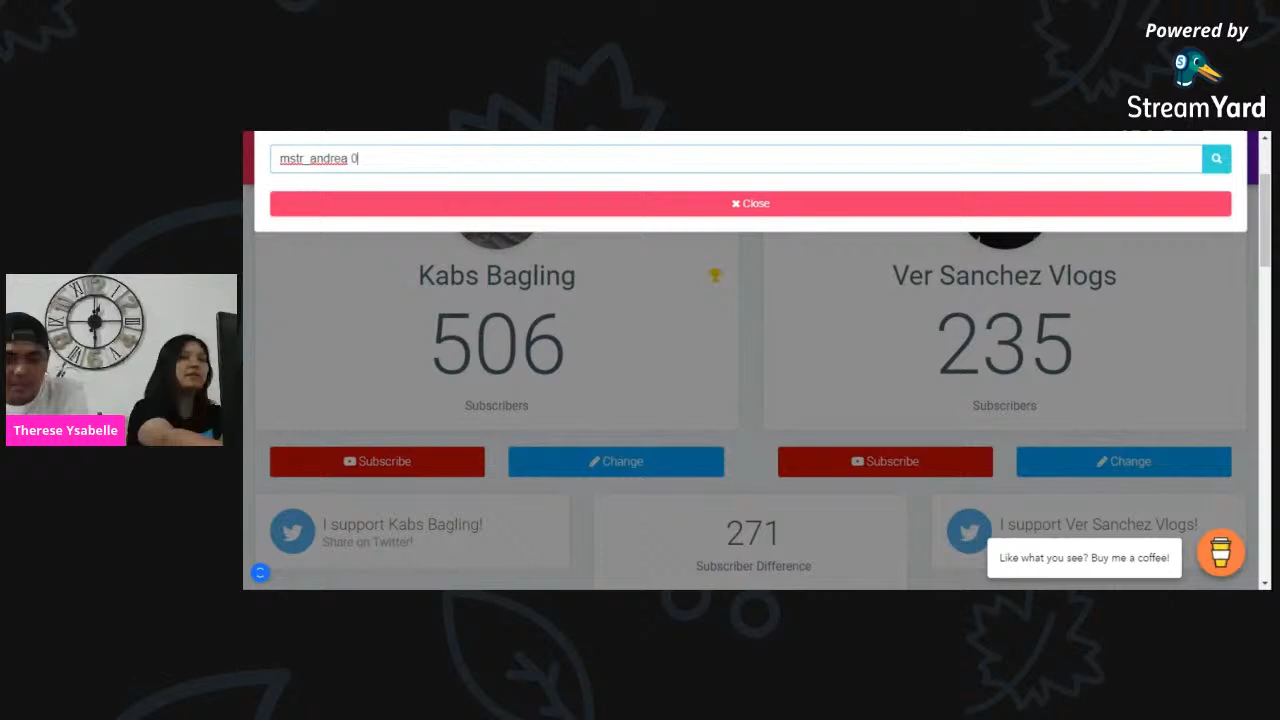 Powered by
StreamYard
mstr_andrea 0
Close
Kabs Bagling
506
Subscribers
Ver Sanchez Vlogs
235
Subscribers
Subscribe
Change
Subscribe
Change
I support Kabs Bagling!
Share on Twitter!
271
Subscriber Difference
I support Ver Sanchez Vlogs!
Like what you see? Buy me a coffee!
Therese Ysabelle